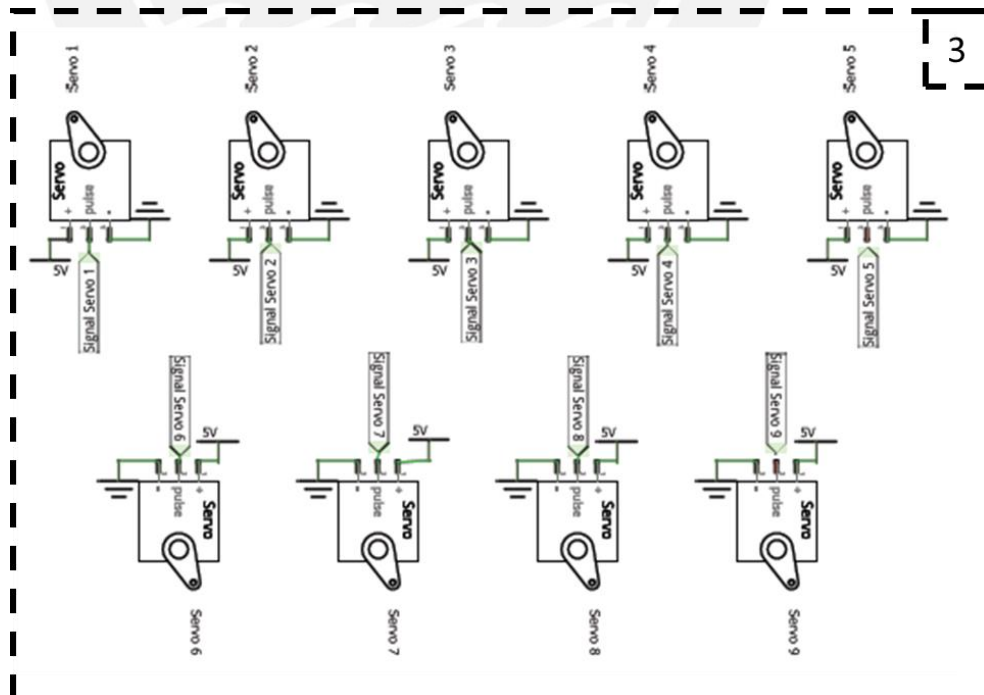 3
Servo 1
Servo 2
Servo 3
Servo 4
Servo 5
Servo
+
pulse
-
Servo
+
pulse
-
Servo
+
pulse
-
Servo
+
pulse
-
Servo
+
pulse
-
5V
5V
5V
5V
5V
Signal Servo 1
Signal Servo 2
Signal Servo 3
Signal Servo 4
Signal Servo 5
Signal Servo 6
Signal Servo 7
Signal Servo 8
Signal Servo 9
5V
5V
5V
5V
-
pulse
+
Servo
-
pulse
+
Servo
-
pulse
+
Servo
-
pulse
+
Servo
Servo 6
Servo 7
Servo 8
Servo 9